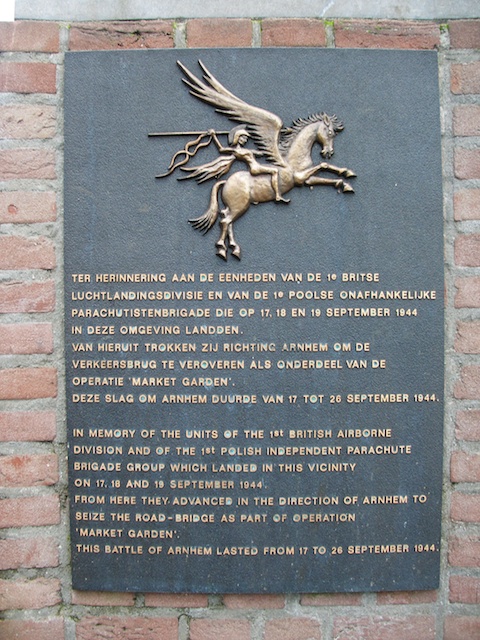 TER HERINNERING AAN DE EENHEDEN VAN DE 1e BRITSE
LUCHTLANDINGSDIVISIE EN VAN DE 1e POOLSE ONAFHANKELIJKE
PARACHUTISTENBRIGADE DIE OP 17, 18 EN 19 SEPTEMBER 1944
IN DEZE OMGEVING LANDDEN.
VAN HIERUIT TROKKEN ZIJ RICHTING ARNHEM OM DE
VERKEERSBRUG TE VEROVEREN ALS ONDERDEEL VAN DE
OPERATIE 'MARKET GARDEN'.
DEZE SLAG OM ARNHEM DUURDE VAN 17 TOT 26 SEPTEMBER 1944.
IN MEMORY OF THE UNITS OF THE 1st BRITISH AIRBORNE
DIVISION AND OF THE 1st POLISH INDEPENDENT PARACHUTE
BRIGADE GROUP WHICH LANDED IN THIS VICINITY
ON 17, 18 AND 19 SEPTEMBER 1944.
FROM HERE THEY ADVANCED IN THE DIRECTION OF ARNHEM TO
SEIZE THE ROAD-BRIDGE AS PART OF OPERATION
'MARKET GARDEN'.
THIS BATTLE OF ARNHEM LASTED FROM 17 TO 26 SEPTEMBER 1944.